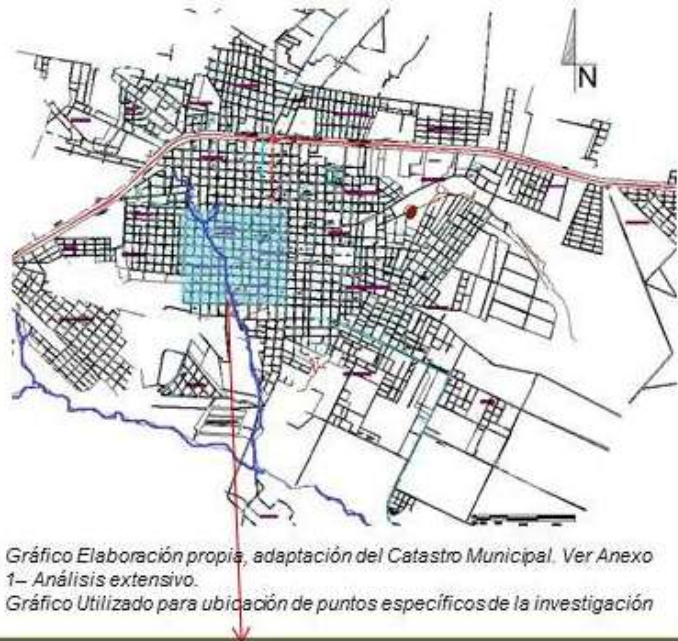 N
Gráfico Elaboración propia, adaptación del Catastro Municipal. Ver Anexo
1– Análisis extensivo.
Gráfico Utilizado para ubicación de puntos específicos de la investigación